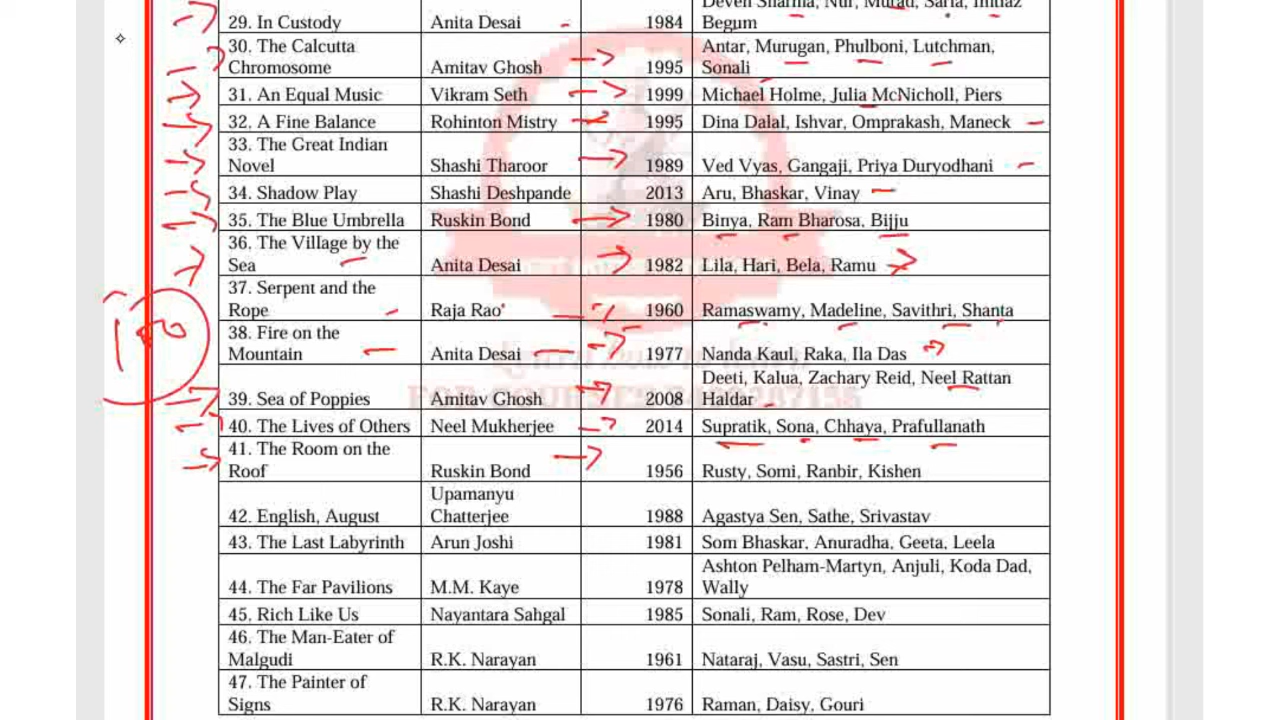 Deven Sharma, Nur, Murad, Sarla, Imtiaz
29. In Custody Anita Desai 1984 Begum
30. The Calcutta Antar, Murugan, Phulboni, Lutchman,
Chromosome Amitav Ghosh 1995 Sonali
31. An Equal Music Vikram Seth 1999 Michael Holme, Julia McNicholl, Piers
32. A Fine Balance Rohinton Mistry 1995 Dina Dalal, Ishvar, Omprakash, Maneck
33. The Great Indian
Novel Shashi Tharoor 1989 Ved Vyas, Gangaji, Priya Duryodhani
34. Shadow Play Shashi Deshpande 2013 Aru, Bhaskar, Vinay
35. The Blue Umbrella Ruskin Bond 1980 Binya, Ram Bharosa, Bijju
36. The Village by the
Sea Anita Desai 1982 Lila, Hari, Bela, Ramu
37. Serpent and the
Rope Raja Rao 1960 Ramaswamy, Madeline, Savithri, Shanta
38. Fire on the
Mountain Anita Desai 1977 Nanda Kaul, Raka, Ila Das
Deeti, Kalua, Zachary Reid, Neel Rattan
39. Sea of Poppies Amitav Ghosh 2008 Haldar
40. The Lives of Others Neel Mukherjee 2014 Supratik, Sona, Chhaya, Prafullanath
41. The Room on the
Roof Ruskin Bond 1956 Rusty, Somi, Ranbir, Kishen
Upamanyu
42. English, August Chatterjee 1988 Agastya Sen, Sathe, Srivastav
43. The Last Labyrinth Arun Joshi 1981 Som Bhaskar, Anuradha, Geeta, Leela
Ashton Pelham-Martyn, Anjuli, Koda Dad,
44. The Far Pavilions M.M. Kaye 1978 Wally
45. Rich Like Us Nayantara Sahgal 1985 Sonali, Ram, Rose, Dev
46. The Man-Eater of
Malgudi R.K. Narayan 1961 Nataraj, Vasu, Sastri, Sen
47. The Painter of
Signs R.K. Narayan 1976 Raman, Daisy, Gouri